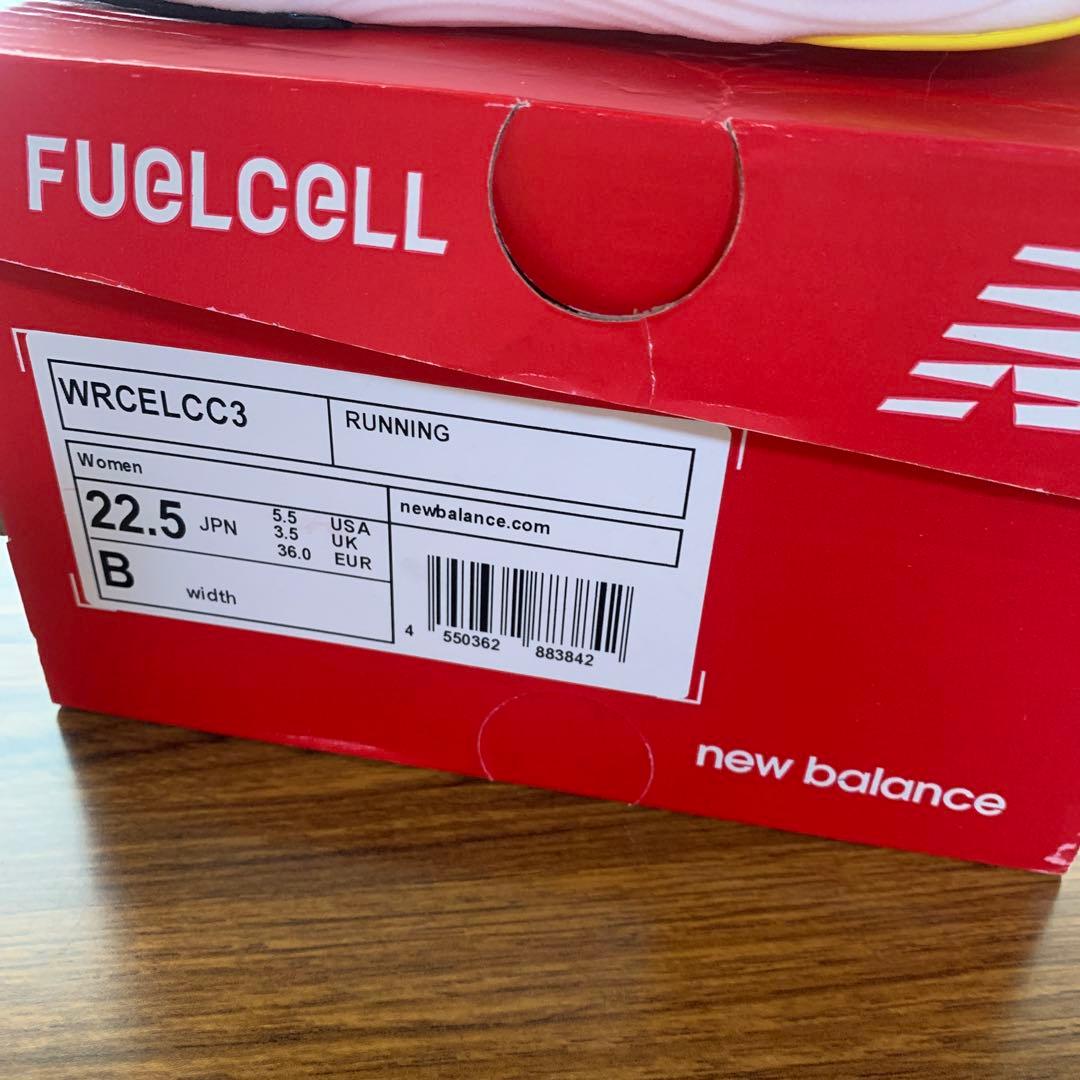 FUELCELL
WRCELCC3
RUNNING
Women
22.5 JPN
5.5 USA
3.5 UK
36.0 EUR
B width
newbalance.com
4 550362 883842
new balance